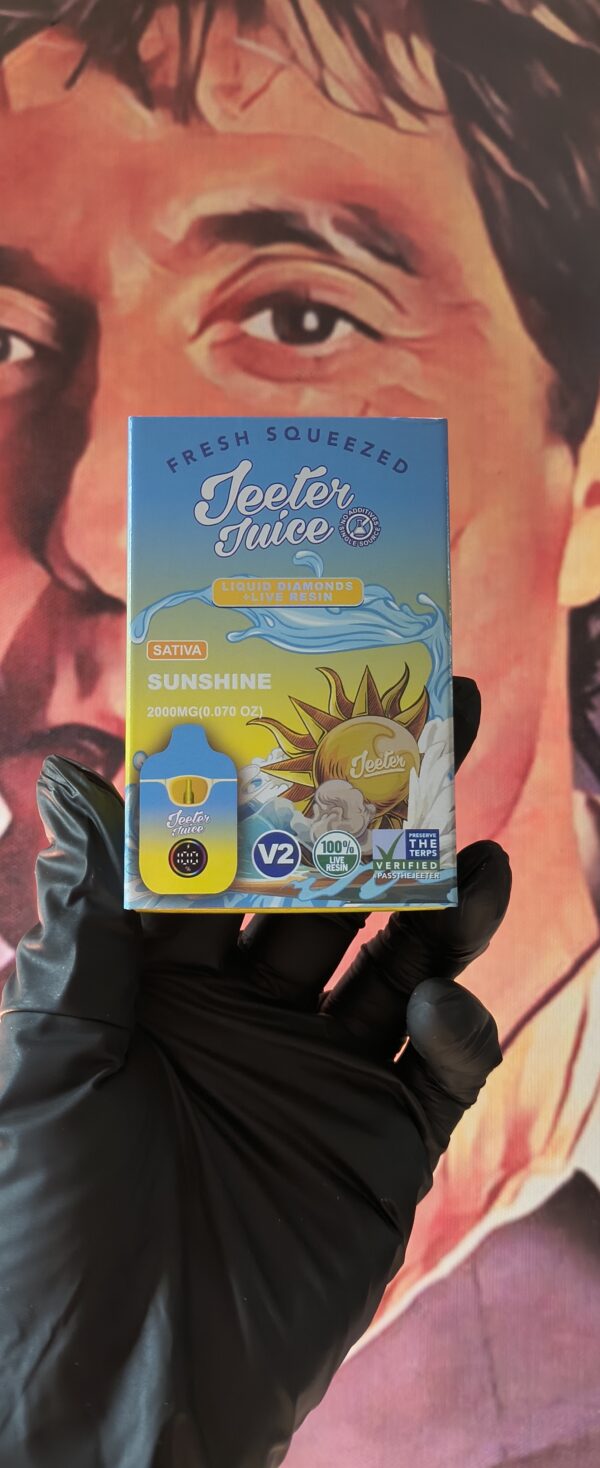 FRESH SQUEEZED
Jeeter
Juice
NO ADDITIVES
SINGLE SOURCE
LIQUID DIAMONDS
+LIVE RESIN
SATIVA
SUNSHINE
2000MG(0.070 OZ)
Jeeter
Jeeter
Juice
100
%
V2
100%
LIVE
RESIN
PRESERVE
THE
TERPS
VERIFIED
#PASSTHEJEETER